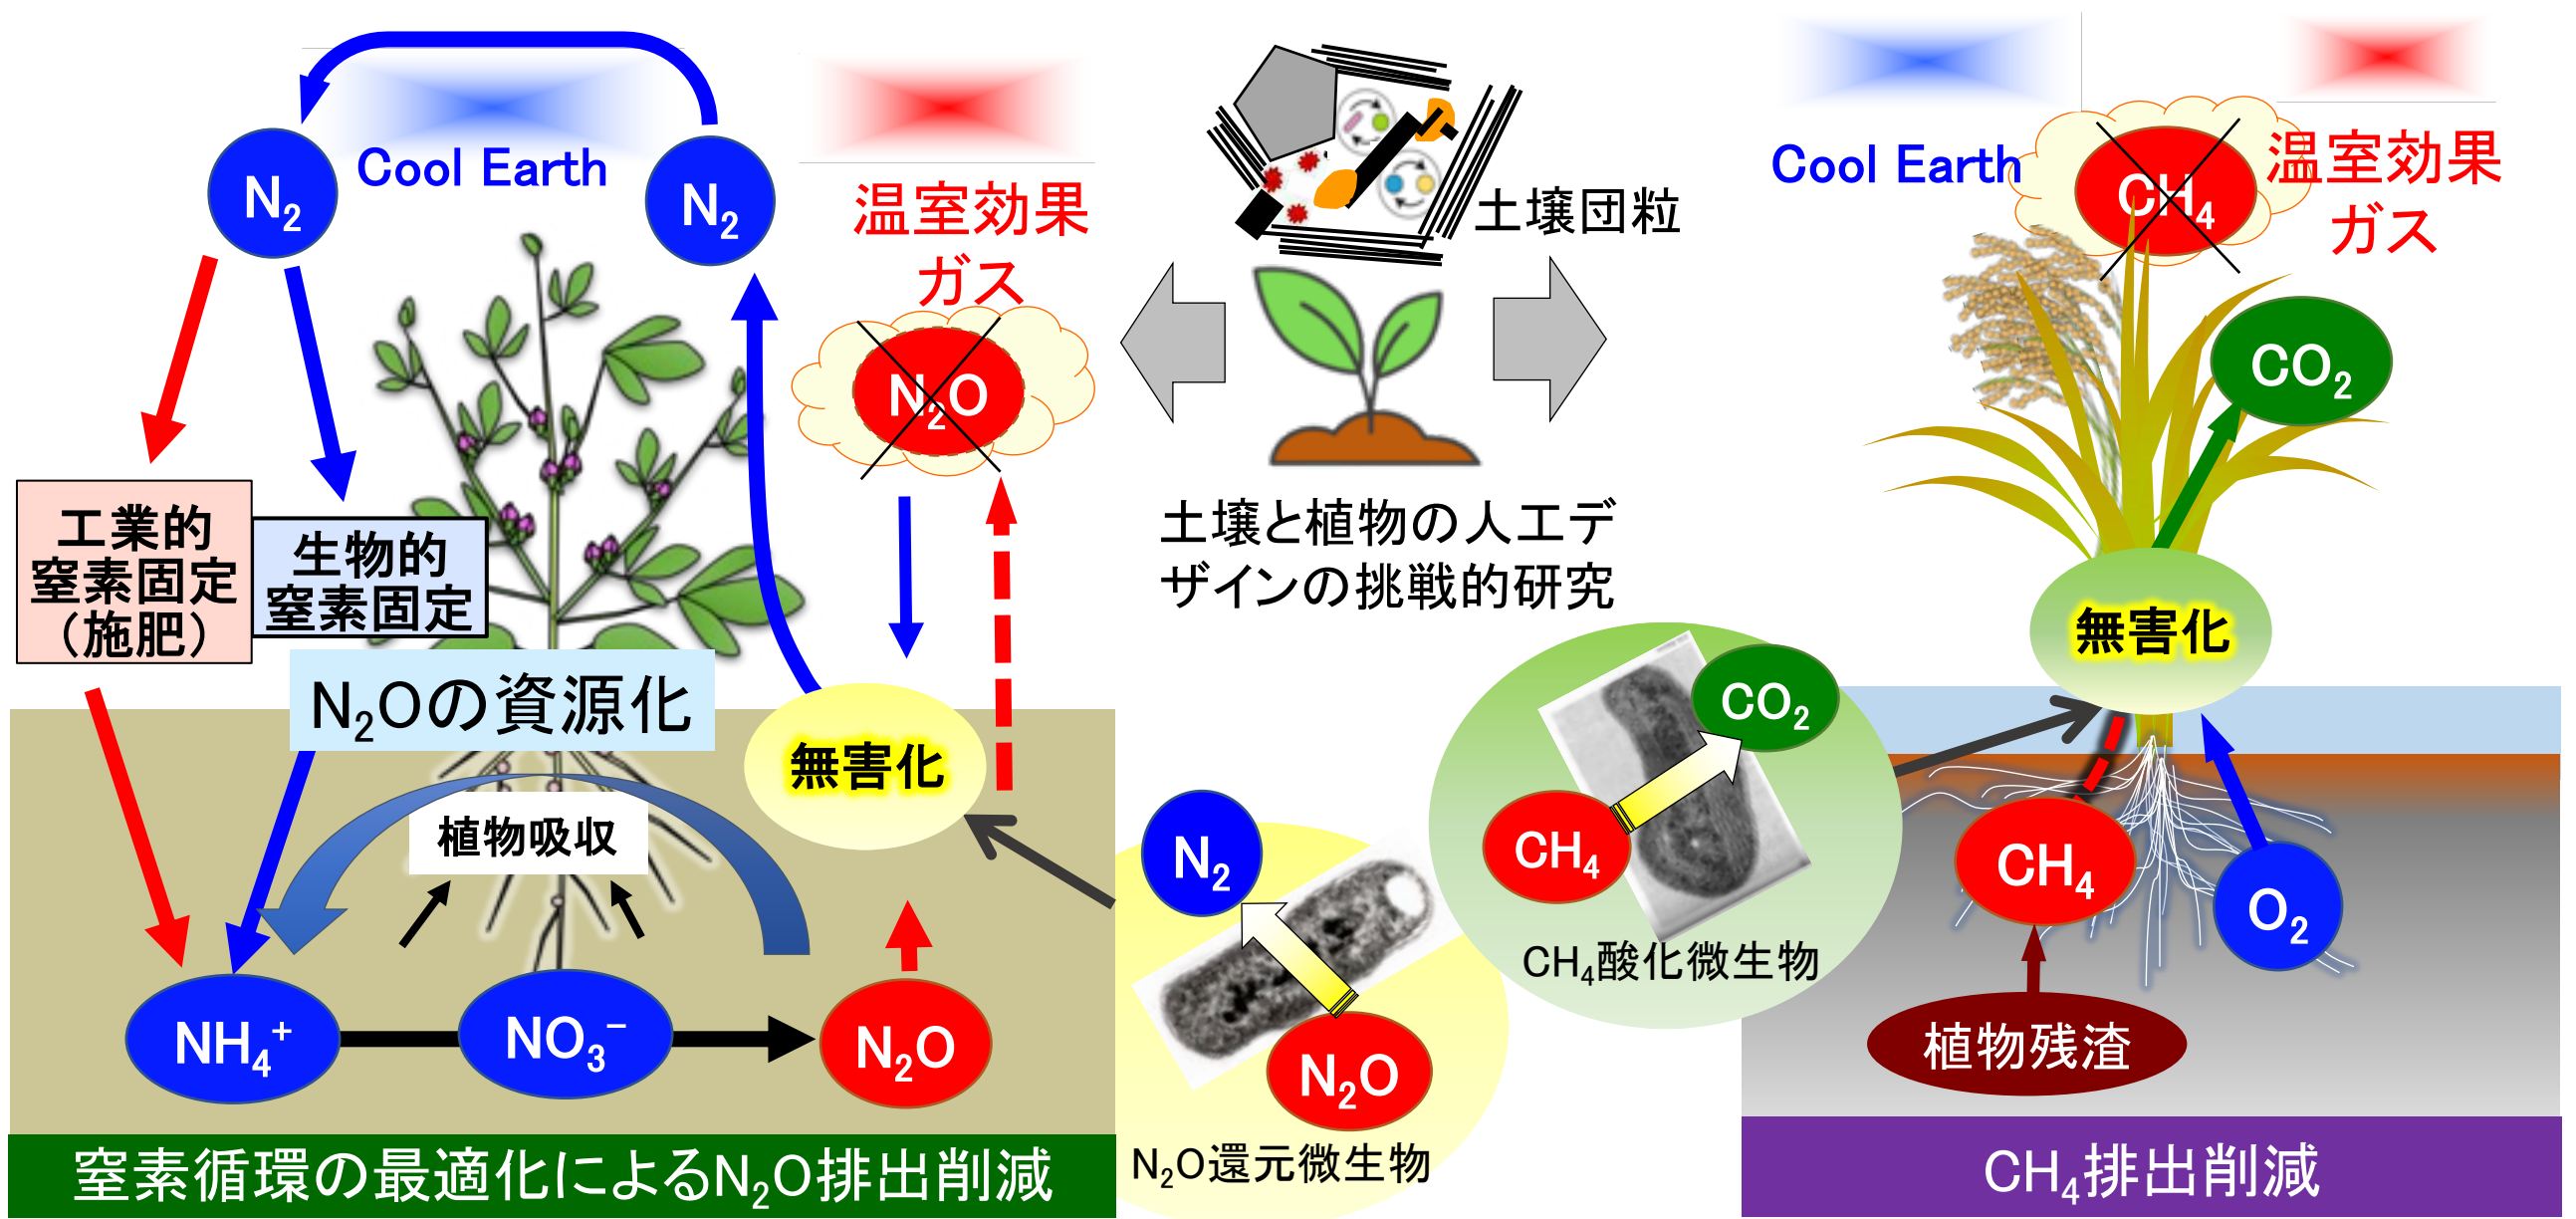 N₂
Cool Earth
N₂
温室効果
ガス
N₂O
工業的
窒素固定
（施肥）
生物的
窒素固定
N₂Oの資源化
無害化
植物吸収
NH₄⁺
NO₃⁻
N₂O
窒素循環の最適化によるN₂O排出削減
土壌団粒
土壌と植物の人工デ
ザインの挑戦的研究
N₂
N₂O
N₂O還元微生物
CO₂
CH₄
CH₄酸化微生物
Cool Earth
CH₄
温室効果
ガス
CO₂
無害化
CH₄
O₂
植物残渣
CH₄排出削減